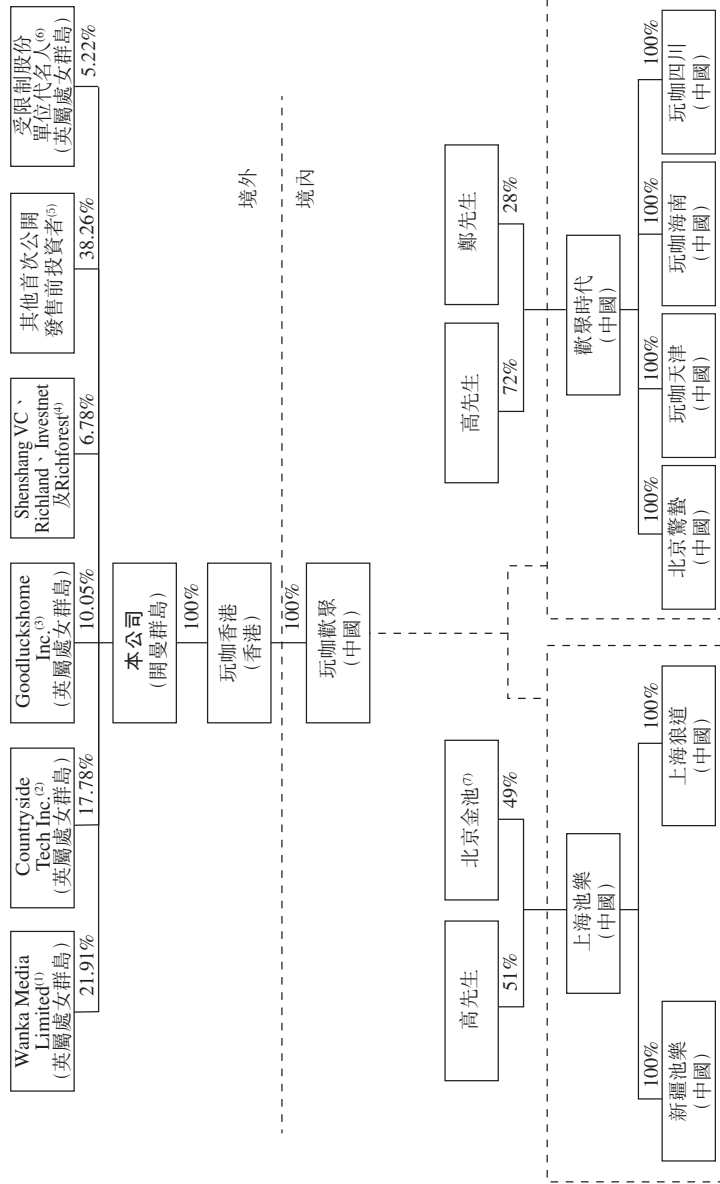 Wanka Media
Limited(1)
(英屬處女群島)
21.91%
Countryside
Tech Inc.(2)
(英屬處女群島)
17.78%
Goodluckshome
Inc.(3)
(英屬處女群島)
10.05%
Shenshang VC、
Richland、Investnet
及Richforest(4)
6.78%
其他首次公開
發售前投資者(5)
38.26%
受限制股份
單位代名人(6)
(英屬處女群島)
5.22%
本公司
(開曼群島)
100%
玩咖香港
(香港)
境外
100%
境內
玩咖歡聚
(中國)
高先生
51%
北京金池(7)
49%
高先生
72%
鄭先生
28%
上海池樂
(中國)
歡聚時代
(中國)
100%
新疆池樂
(中國)
100%
上海狼道
(中國)
100%
北京驚蟄
(中國)
100%
玩咖天津
(中國)
100%
玩咖海南
(中國)
100%
玩咖四川
(中國)